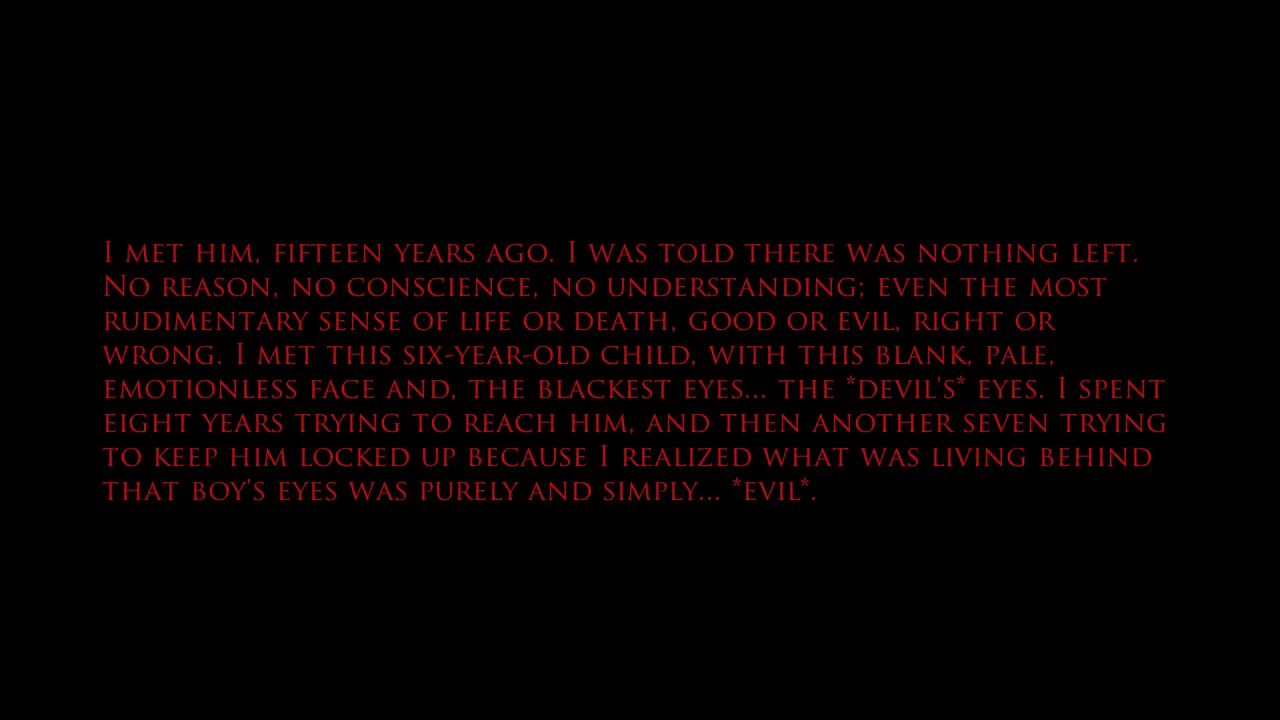 I MET HIM, FIFTEEN YEARS AGO. I WAS TOLD THERE WAS NOTHING LEFT.
NO REASON, NO CONSCIENCE, NO UNDERSTANDING; EVEN THE MOST
RUDIMENTARY SENSE OF LIFE OR DEATH, GOOD OR EVIL, RIGHT OR
WRONG. I MET THIS SIX-YEAR-OLD CHILD, WITH THIS BLANK, PALE,
EMOTIONLESS FACE AND, THE BLACKEST EYES... THE *DEVIL'S* EYES. I SPENT
EIGHT YEARS TRYING TO REACH HIM, AND THEN ANOTHER SEVEN TRYING
TO KEEP HIM LOCKED UP BECAUSE I REALIZED WHAT WAS LIVING BEHIND
THAT BOY'S EYES WAS PURELY AND SIMPLY... *EVIL*.